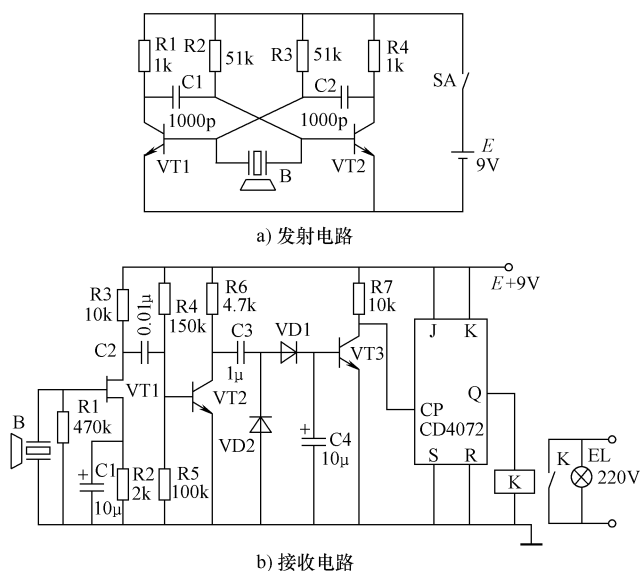 R1
1k
R2
51k
R3
51k
R4
1k
C1
1000p
C2
1000p
VT1
VT2
B
SA
E
9V
a) 发射电路
E+9V
R3
10k
0.01μ
C2
R4
150k
R6
4.7k
C3
1μ
VD1
R7
10k
VT3
J
K
Q
CP
CD4072
S
R
B
R1
470k
VT1
C1
10μ
R2
2k
R5
100k
VT2
VD2
C4
10μ
K
K
EL
220V
+
+
b) 接收电路